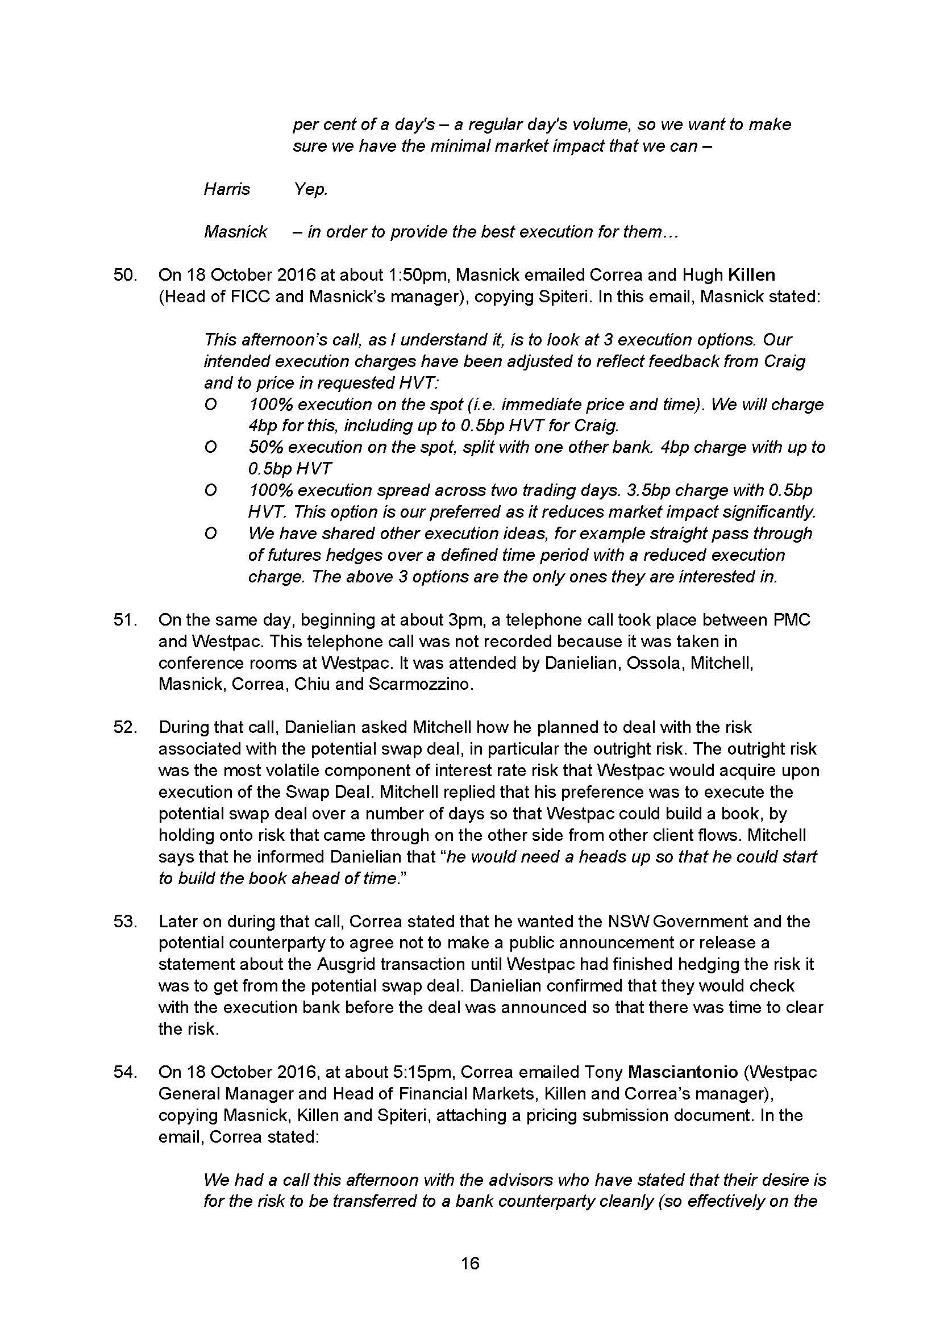 per cent of a day's – a regular day's volume, so we want to make
sure we have the minimal market impact that we can –
Harris Yep.
Masnick – in order to provide the best execution for them…
50. On 18 October 2016 at about 1:50pm, Masnick emailed Correa and Hugh Killen
(Head of FICC and Masnick's manager), copying Spiteri. In this email, Masnick stated:
This afternoon's call, as I understand it, is to look at 3 execution options. Our
intended execution charges have been adjusted to reflect feedback from Craig
and to price in requested HVT:
O 100% execution on the spot (i.e. immediate price and time). We will charge
4bp for this, including up to 0.5bp HVT for Craig.
O 50% execution on the spot, split with one other bank. 4bp charge with up to
0.5bp HVT
O 100% execution spread across two trading days. 3.5bp charge with 0.5bp
HVT. This option is our preferred as it reduces market impact significantly.
O We have shared other execution ideas, for example straight pass through
of futures hedges over a defined time period with a reduced execution
charge. The above 3 options are the only ones they are interested in.
51. On the same day, beginning at about 3pm, a telephone call took place between PMC
and Westpac. This telephone call was not recorded because it was taken in
conference rooms at Westpac. It was attended by Danielian, Ossola, Mitchell,
Masnick, Correa, Chiu and Scarmozzino.
52. During that call, Danielian asked Mitchell how he planned to deal with the risk
associated with the potential swap deal, in particular the outright risk. The outright risk
was the most volatile component of interest rate risk that Westpac would acquire upon
execution of the Swap Deal. Mitchell replied that his preference was to execute the
potential swap deal over a number of days so that Westpac could build a book, by
holding onto risk that came through on the other side from other client flows. Mitchell
says that he informed Danielian that “he would need a heads up so that he could start
to build the book ahead of time.”
53. Later on during that call, Correa stated that he wanted the NSW Government and the
potential counterparty to agree not to make a public announcement or release a
statement about the Ausgrid transaction until Westpac had finished hedging the risk it
was to get from the potential swap deal. Danielian confirmed that they would check
with the execution bank before the deal was announced so that there was time to clear
the risk.
54. On 18 October 2016, at about 5:15pm, Correa emailed Tony Masciantonio (Westpac
General Manager and Head of Financial Markets, Killen and Correa's manager),
copying Masnick, Killen and Spiteri, attaching a pricing submission document. In the
email, Correa stated:
We had a call this afternoon with the advisors who have stated that their desire is
for the risk to be transferred to a bank counterparty cleanly (so effectively on the
16